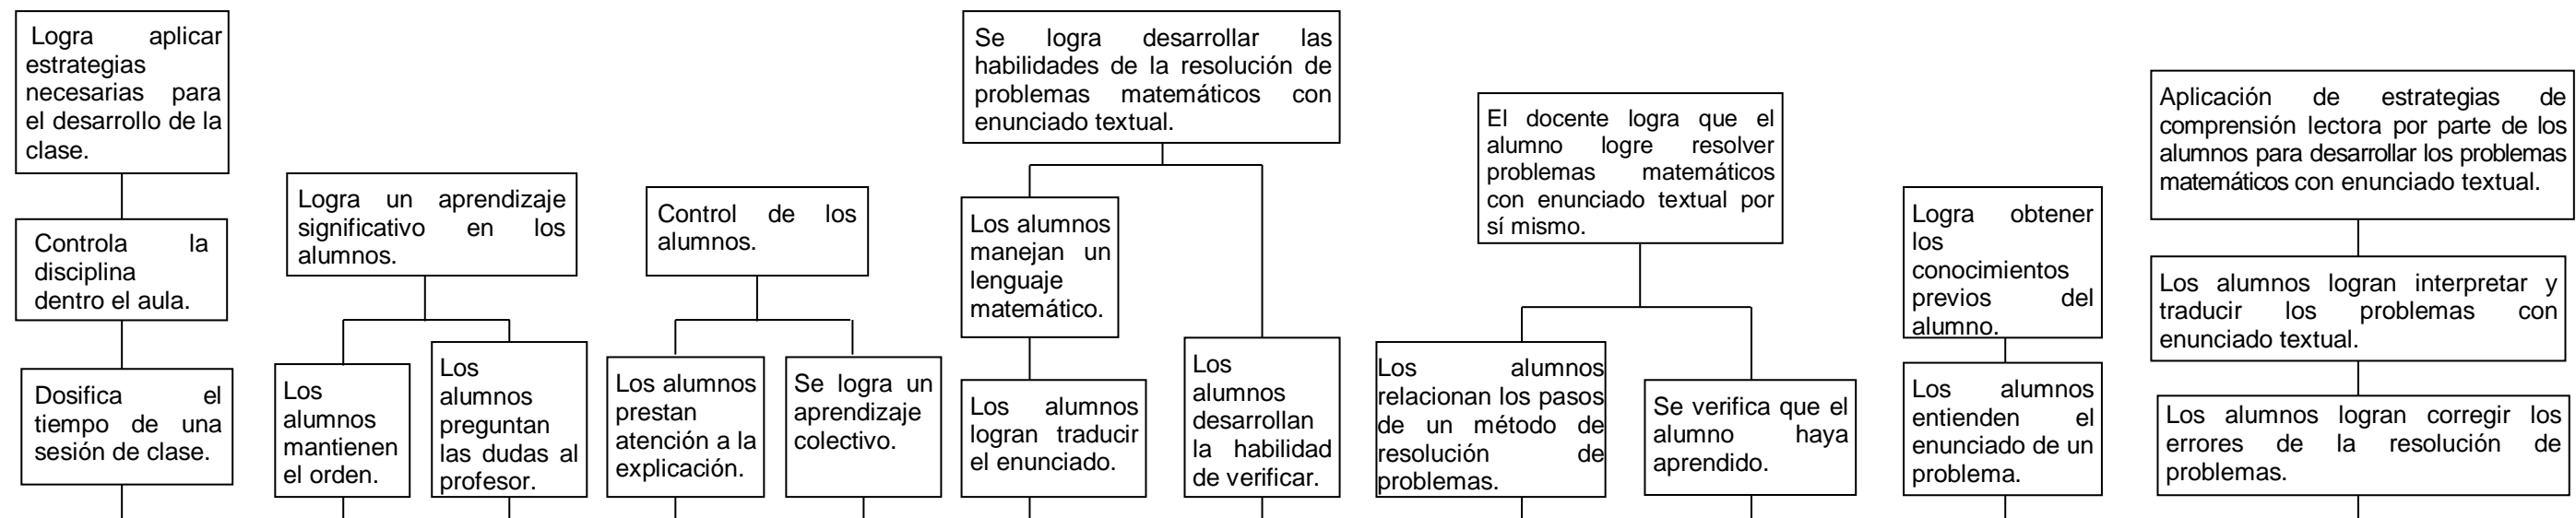 Logra aplicar
estrategias
necesarias para
el desarrollo de la
clase.
Controla la
disciplina
dentro el aula.
Dosifica el
tiempo de una
sesión de clase.
Logra un aprendizaje
significativo en los
alumnos.
Los
alumnos
mantienen
el orden.
Los
alumnos
preguntan
las dudas al
profesor.
Control de los
alumnos.
Los alumnos
prestan
atención a la
explicación.
Se logra un
aprendizaje
colectivo.
Se logra desarrollar las
habilidades de la resolución de
problemas matemáticos con
enunciado textual.
Los alumnos
manejan un
lenguaje
matemático.
Los alumnos
logran traducir
el enunciado.
Los
alumnos
desarrollan
la habilidad
de verificar.
El docente logra que el
alumno logre resolver
problemas matemáticos
con enunciado textual por
sí mismo.
Los alumnos
relacionan los pasos
de un método de
resolución de
problemas.
Se verifica que el
alumno haya
aprendido.
Logra obtener
los
conocimientos
previos del
alumno.
Los alumnos
entienden el
enunciado de un
problema.
Aplicación de estrategias de
comprensión lectora por parte de los
alumnos para desarrollar los problemas
matemáticos con enunciado textual.
Los alumnos logran interpretar y
traducir los problemas con
enunciado textual.
Los alumnos logran corregir los
errores de la resolución de
problemas.